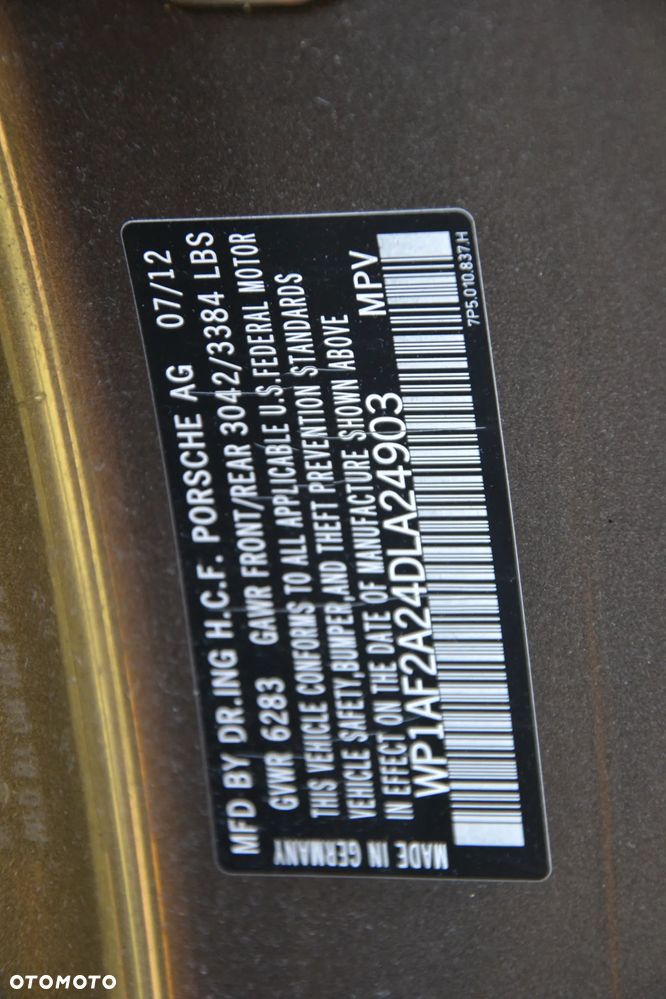 MFD BY DR.ING H.C.F. PORSCHE AG 07/12
GVWR 6283 GAWR FRONT/REAR 3042/3384 LBS
THIS VEHICLE CONFORMS TO ALL APPLICABLE U.S.FEDERAL MOTOR
VEHICLE SAFETY,BUMPER,AND THEFT PREVENTION STANDARDS
IN EFFECT ON THE DATE OF MANUFACTURE SHOWN ABOVE
WP1AF2A24DLA24903 MPV
MADE IN GERMANY
7P5.010.837.H
OTOMOTO